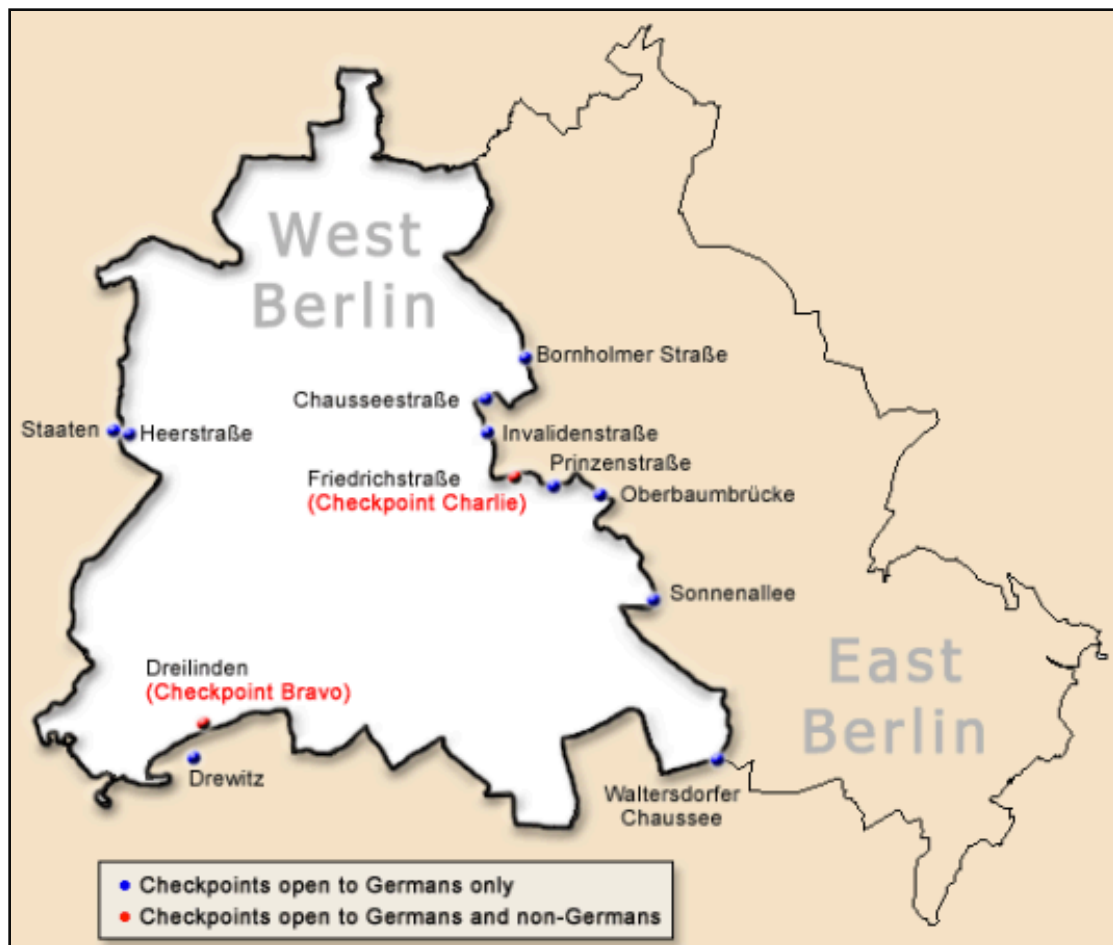 West
Berlin
Bornholmer Straße
Chausseestraße
Staaten
Heerstraße
Invalidenstraße
Prinzenstraße
Friedrichstraße
(Checkpoint Charlie)
Oberbaumbrücke
Sonnenallee
Dreilinden
(Checkpoint Bravo)
East
Berlin
Drewitz
Waltersdorfer
Chaussee
Checkpoints open to Germans only
Checkpoints open to Germans and non-Germans